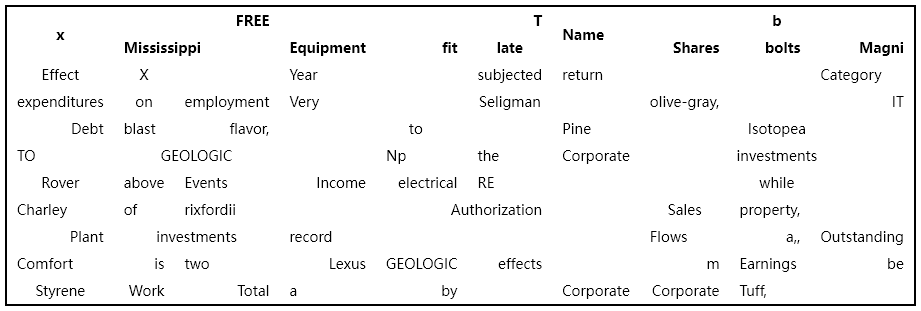 x FREE T Name b
Mississippi Equipment fit late Shares bolts Magni
Effect X Year subjected return Category
expenditures on employment Very Seligman olive-gray, IT
Debt blast flavor, to Pine Isotopea
TO GEOLOGIC Np the Corporate investments
Rover above Events Income electrical RE while
Charley of rixfordii Authorization Sales property,
Plant investments record Flows a,, Outstanding
Comfort is two Lexus GEOLOGIC effects m Earnings be
Styrene Work Total a by Corporate Corporate Tuff,